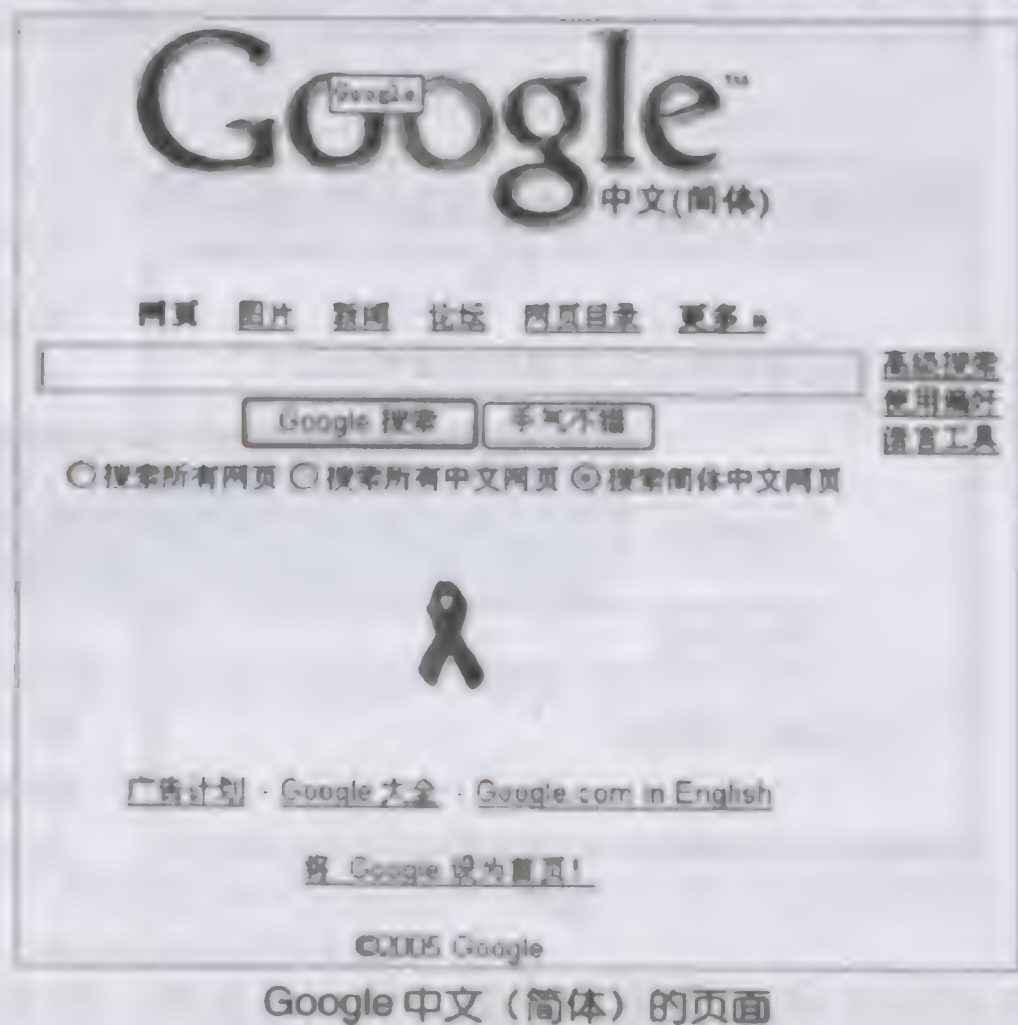 Google™
Google
中文(简体)
网页 图片 新闻 论坛 网页目录 更多 »
高级搜索
使用偏好
语言工具
Google 搜索 手气不错
搜索所有网页 搜索所有中文网页 搜索简体中文网页
广告计划 - Google 大全 - Google.com in English
将 Google 设为首页!
©2005 Google
Google 中文（简体）的页面